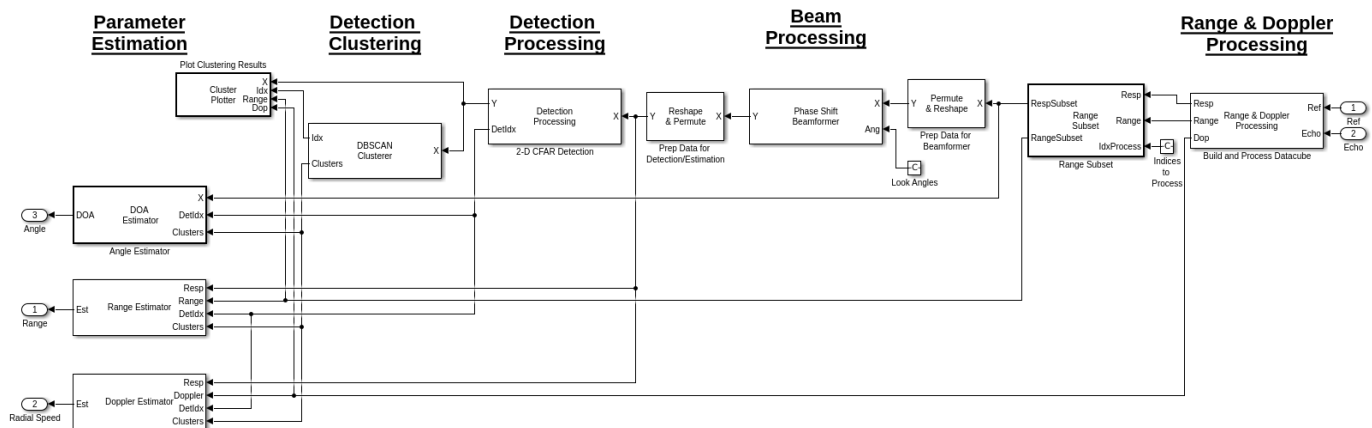 Parameter
Estimation
Detection
Clustering
Detection
Processing
Beam
Processing
Range & Doppler
Processing
Plot Clustering Results
Cluster
Plotter
X
Idx
Range
Dop
DBSCAN
Clusterer
Idx
Clusters
X
Detection
Processing
Y
DetIdx
X
2-D CFAR Detection
Reshape
& Permute
Y
X
Prep Data for
Detection/Estimation
Phase Shift
Beamformer
Y
X
Ang
Permute
& Reshape
Y
X
Prep Data for
Beamformer
-C-
Look Angles
RespSubset
RangeSubset
Range
Subset
Resp
Range
IdxProcess
Range Subset
-C-
Indices
to
Process
Resp
Range
Dop
Range & Doppler
Processing
Ref
Echo
Build and Process Datacube
1
Ref
2
Echo
3
Angle
DOA
DOA
Estimator
X
DetIdx
Clusters
Angle Estimator
1
Range
Est
Range Estimator
Resp
Range
DetIdx
Clusters
2
Radial Speed
Est
Doppler Estimator
Resp
Doppler
DetIdx
Clusters